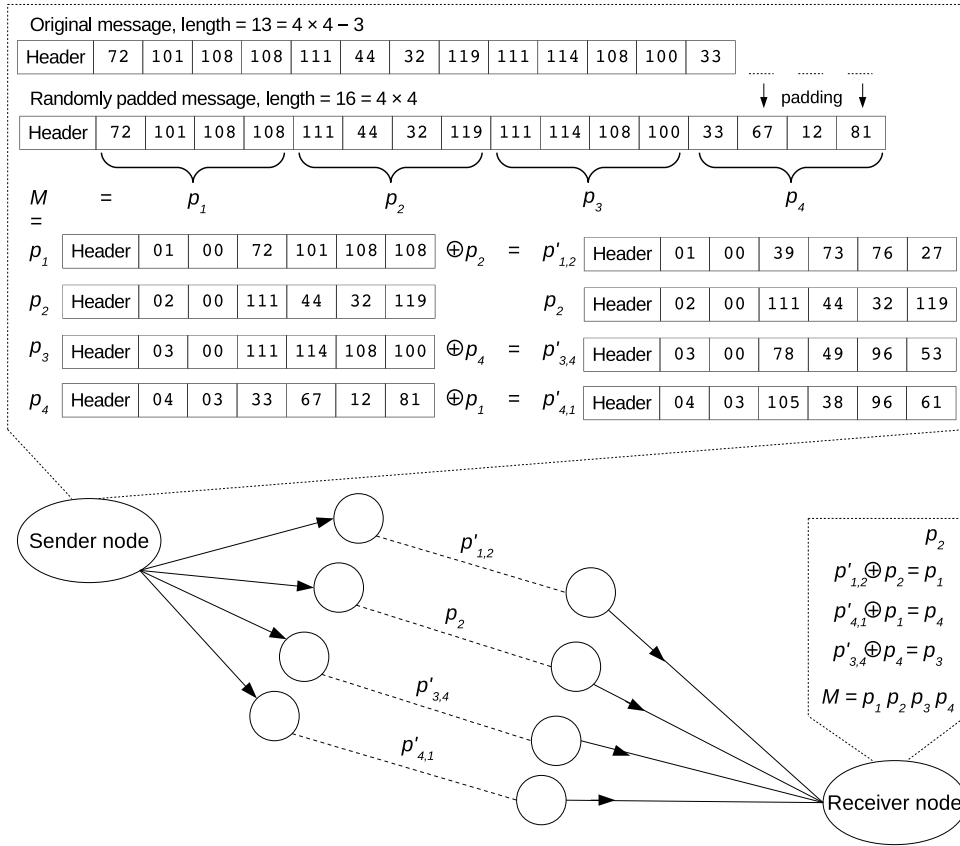 Original message, length = 13 = 4 × 4 − 3
Header 72 101 108 108 111 44 32 119 111 114 108 100 33
Randomly padded message, length = 16 = 4 × 4
padding
Header 72 101 108 108 111 44 32 119 111 114 108 100 33 67 12 81
M = p1 p2 p3 p4
=
p1 Header 01 00 72 101 108 108 ⊕p2 = p'1,2 Header 01 00 39 73 76 27
p2 Header 02 00 111 44 32 119 p2 Header 02 00 111 44 32 119
p3 Header 03 00 111 114 108 100 ⊕p4 = p'3,4 Header 03 00 78 49 96 53
p4 Header 04 03 33 67 12 81 ⊕p1 = p'4,1 Header 04 03 105 38 96 61
Sender node
p'1,2
p2
p'3,4
p'4,1
p2
p'1,2⊕p2 = p1
p'4,1⊕p1 = p4
p'3,4⊕p4 = p3
M = p1 p2 p3 p4
Receiver node